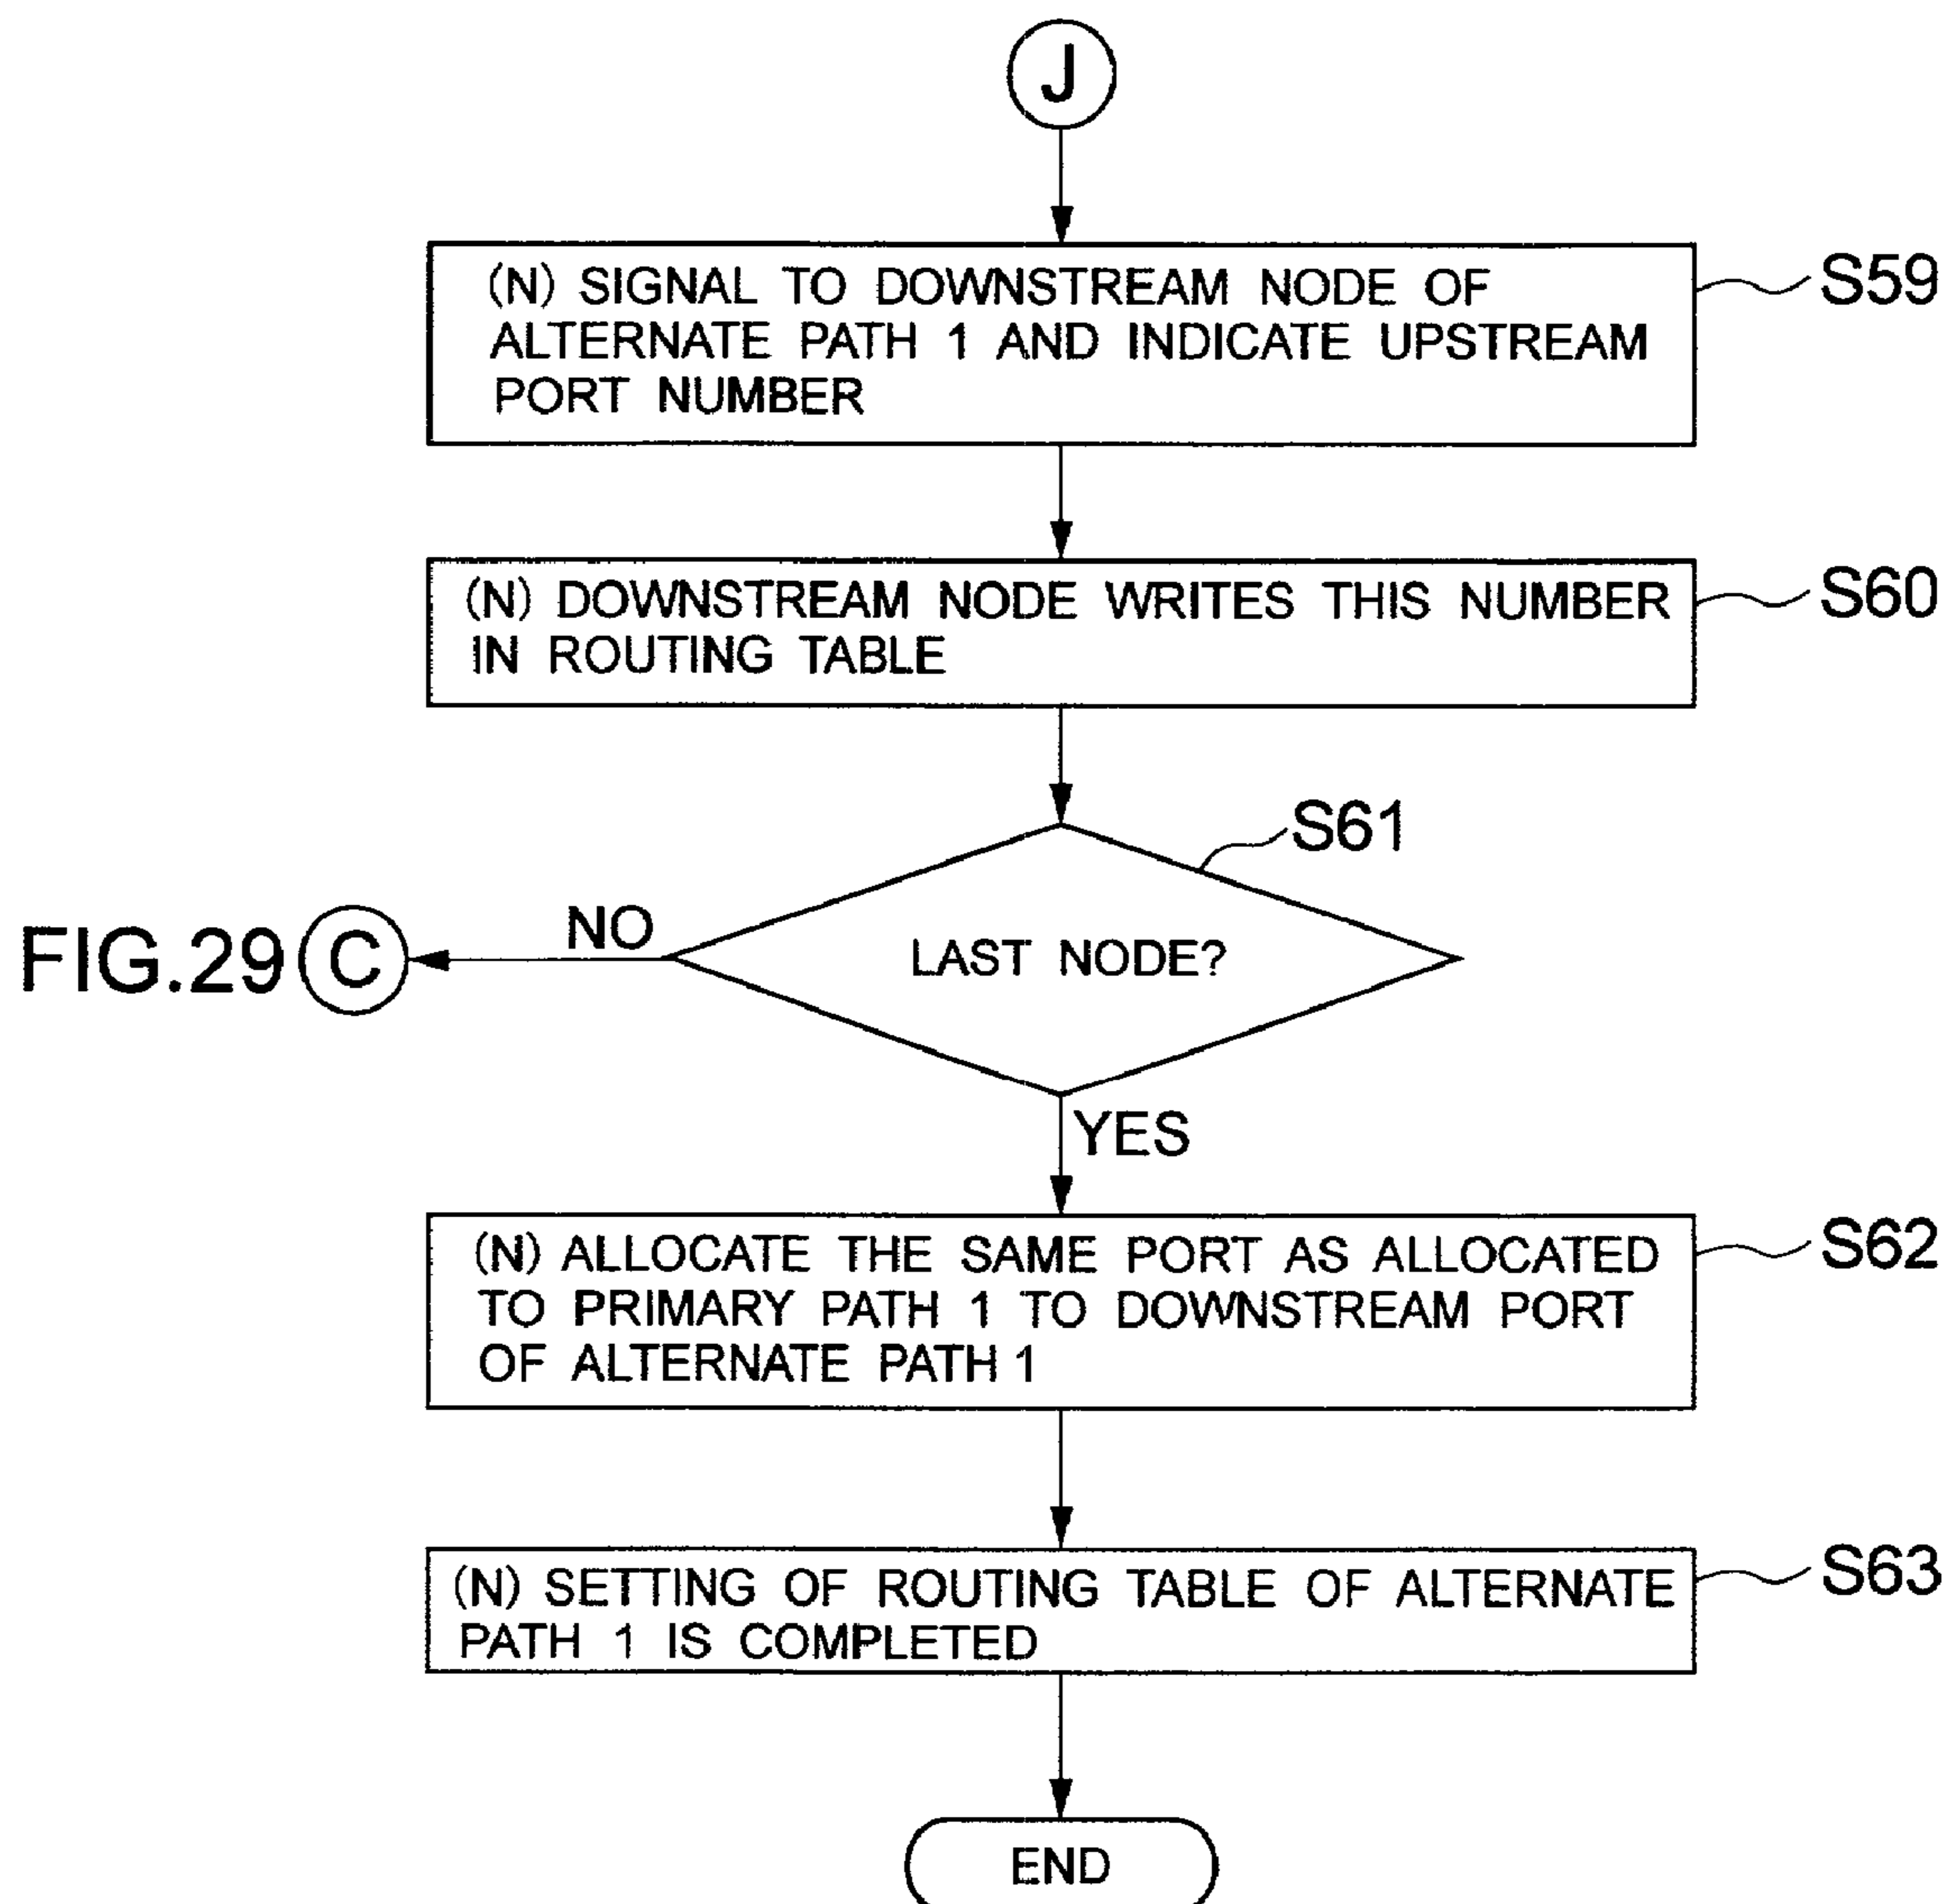 J
(N) SIGNAL TO DOWNSTREAM NODE OF
ALTERNATE PATH 1 AND INDICATE UPSTREAM
PORT NUMBER
S59
(N) DOWNSTREAM NODE WRITES THIS NUMBER
IN ROUTING TABLE
S60
S61
LAST NODE?
NO
FIG.29 C
YES
(N) ALLOCATE THE SAME PORT AS ALLOCATED
TO PRIMARY PATH 1 TO DOWNSTREAM PORT
OF ALTERNATE PATH 1
S62
(N) SETTING OF ROUTING TABLE OF ALTERNATE
PATH 1 IS COMPLETED
S63
END